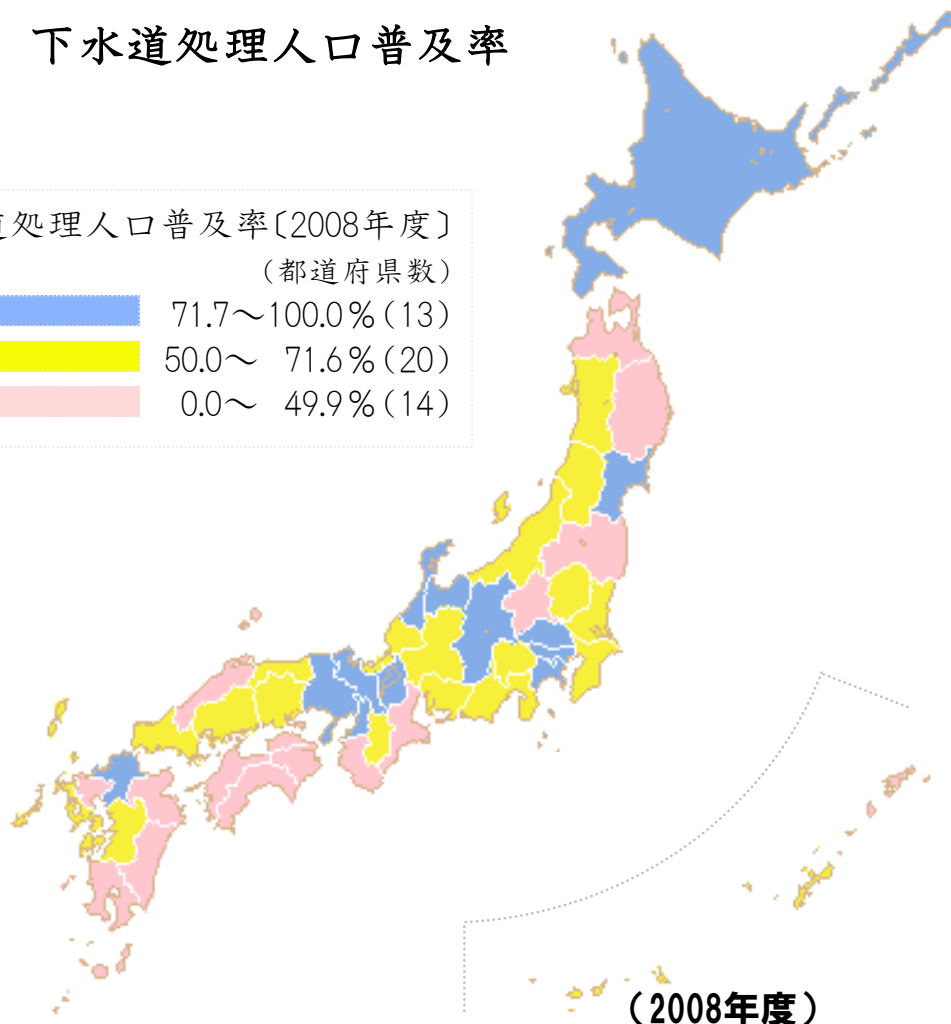 下水道処理人口普及率
道処理人口普及率〔2008年度〕
（都道府県数）
71.7～100.0％(13)
50.0～ 71.6％(20)
0.0～ 49.9％(14)
（2008年度）